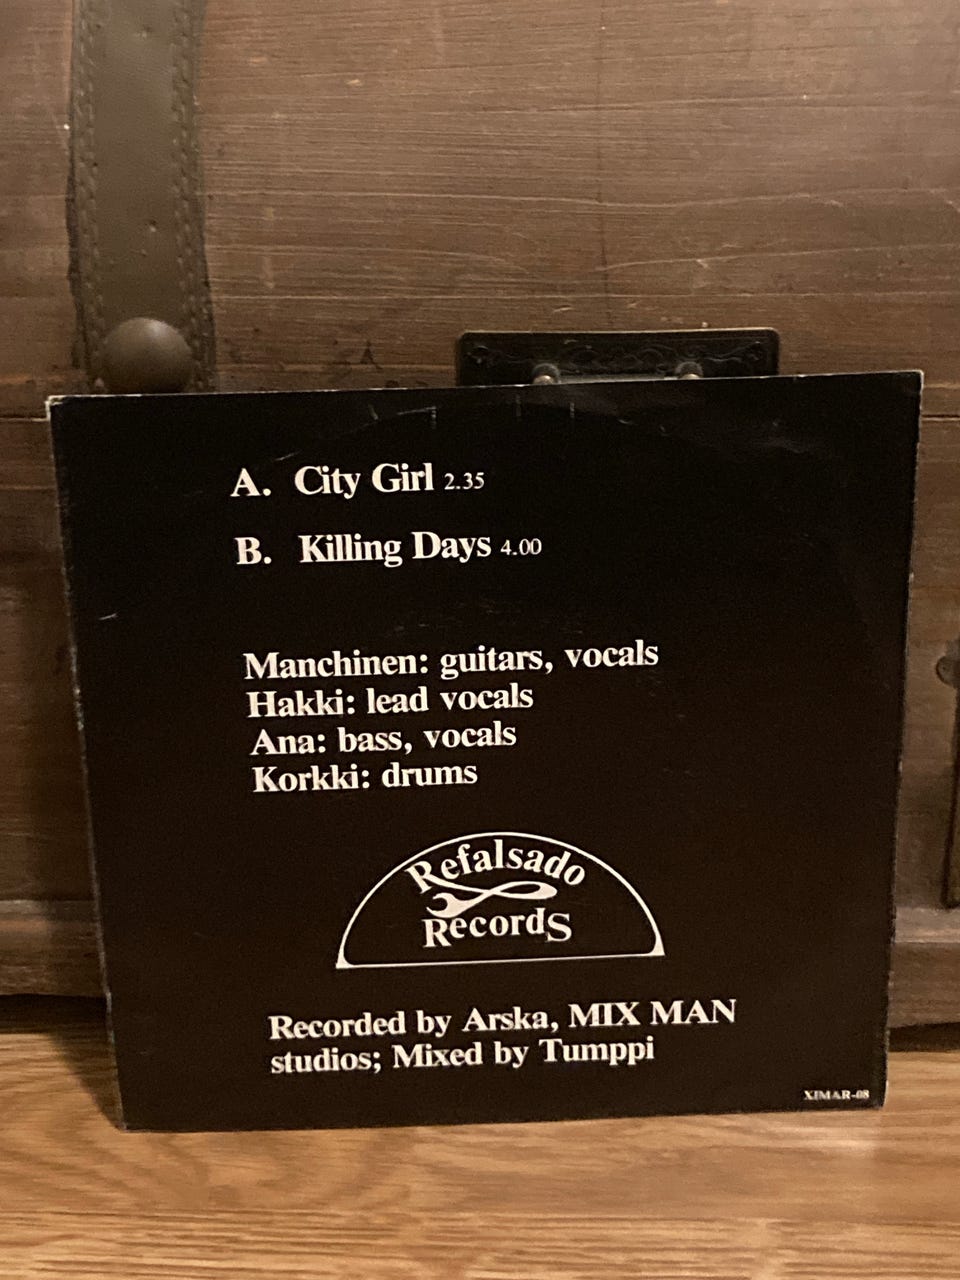 A. City Girl 2.35
B. Killing Days 4.00
Manchinen: guitars, vocals
Hakki: lead vocals
Ana: bass, vocals
Korkki: drums
Refalsado
RecordS
Recorded by Arska, MIX MAN
studios; Mixed by Tumppi
XIMAR-08